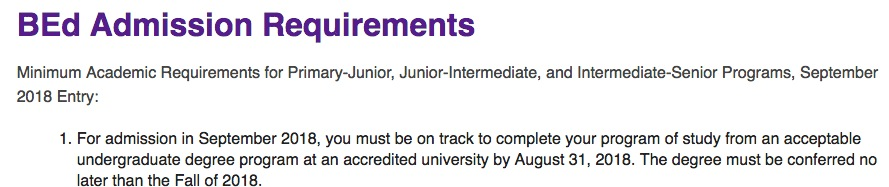 BEd Admission Requirements
Minimum Academic Requirements for Primary-Junior, Junior-Intermediate, and Intermediate-Senior Programs, September
2018 Entry:
1. For admission in September 2018, you must be on track to complete your program of study from an acceptable
undergraduate degree program at an accredited university by August 31, 2018. The degree must be conferred no
later than the Fall of 2018.